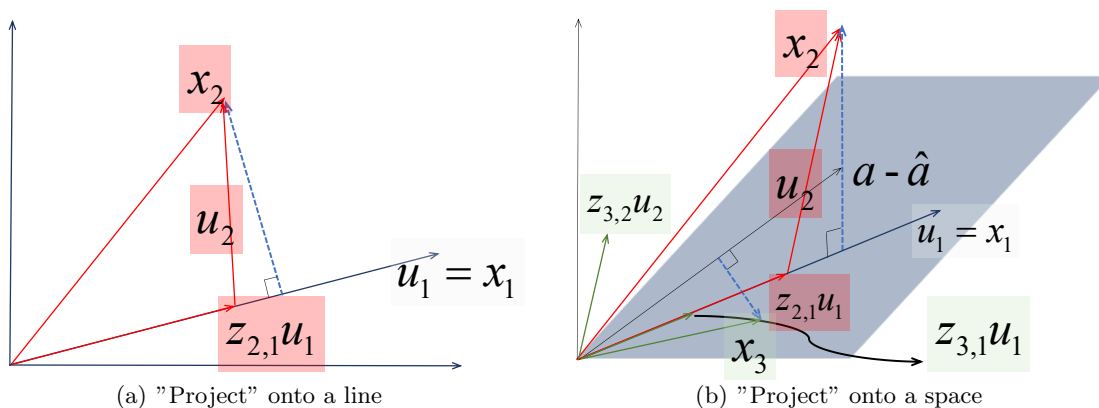 x₂
u₂
u₁ = x₁
z₂,₁u₁
(a) ”Project” onto a line
x₂
u₂
a - â
z₃,₂u₂
u₁ = x₁
z₂,₁u₁
x₃
z₃,₁u₁
(b) ”Project” onto a space